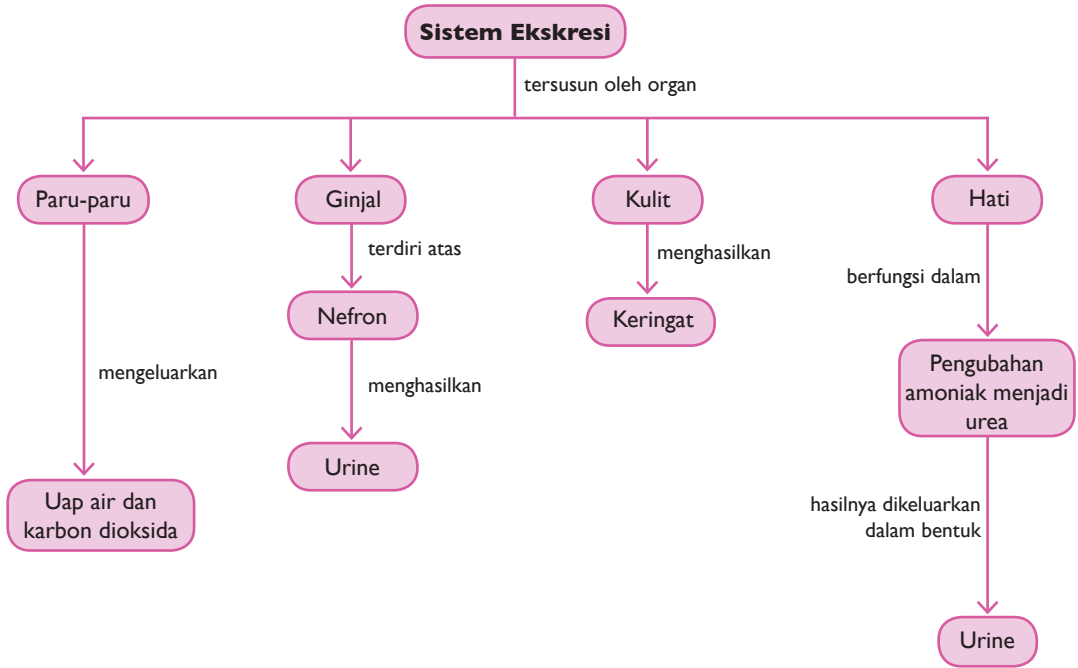 Sistem Ekskresi
tersusun oleh organ
Paru-paru
Ginjal
Kulit
Hati
terdiri atas
menghasilkan
berfungsi dalam
Nefron
Keringat
mengeluarkan
menghasilkan
Pengubahan
amoniak menjadi
urea
Urine
Uap air dan
karbon dioksida
hasilnya dikeluarkan
dalam bentuk
Urine